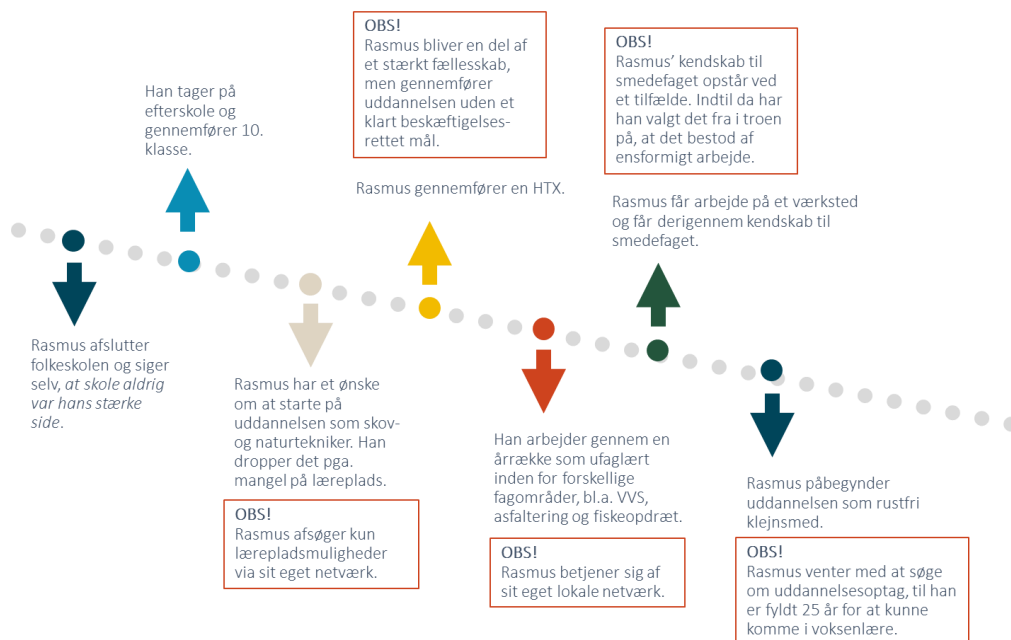 Rasmus afslutter
folkeskolen og siger
selv, at skole aldrig
var hans stærke
side.
Han tager på
efterskole og
gennemfører 10.
klasse.
Rasmus har et ønske
om at starte på
uddannelsen som skov-
og naturtekniker. Han
dropper det pga.
mangel på læreplads.
OBS!
Rasmus afsøger kun
lærepladsmuligheder
via sit eget netværk.
OBS!
Rasmus bliver en del af
et stærkt fællesskab,
men gennemfører
uddannelsen uden et
klart beskæftigelses-
rettet mål.
Rasmus gennemfører en HTX.
Han arbejder gennem en
årrække som ufaglært
inden for forskellige
fagområder, bl.a. VVS,
asfaltering og fiskeopdræt.
OBS!
Rasmus betjener sig af
sit eget lokale netværk.
OBS!
Rasmus’ kendskab til
smedefaget opstår ved
et tilfælde. Indtil da har
han valgt det fra i troen
på, at det bestod af
ensformigt arbejde.
Rasmus får arbejde på et værksted
og får derigennem kendskab til
smedefaget.
Rasmus påbegynder
uddannelsen som rustfri
klejnsmed.
OBS!
Rasmus venter med at søge
om uddannelsesoptag, til han
er fyldt 25 år for at kunne
komme i voksenlære.